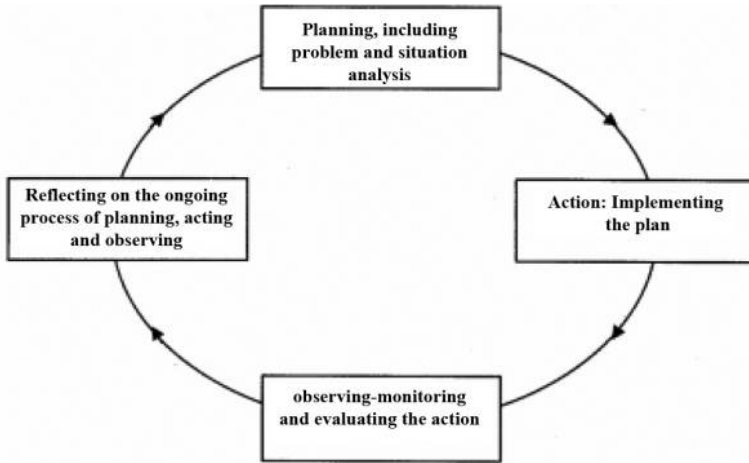 Planning, including
problem and situation
analysis
Reflecting on the ongoing
process of planning, acting
and observing
Action: Implementing
the plan
observing-monitoring
and evaluating the action